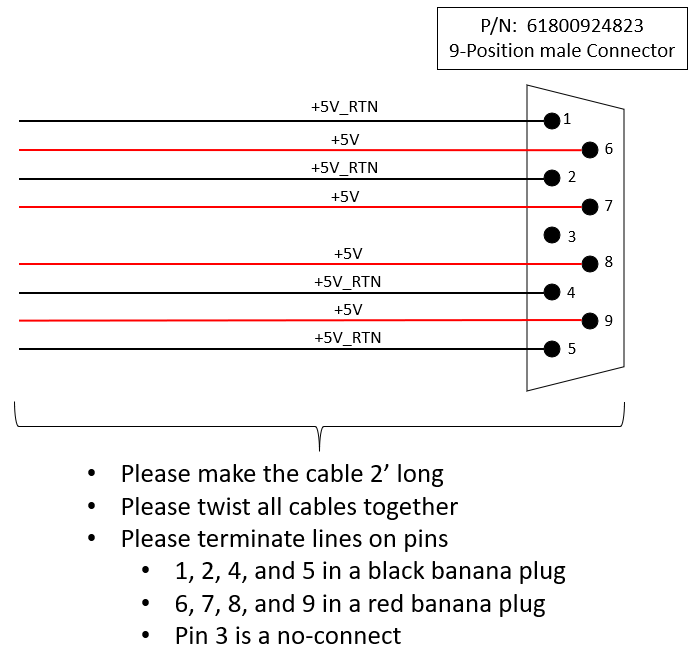 P/N: 61800924823
9-Position male Connector
+5V_RTN
1
+5V
6
+5V_RTN
2
+5V
7
3
+5V
8
+5V_RTN
4
+5V
9
+5V_RTN
5
• Please make the cable 2’ long
• Please twist all cables together
• Please terminate lines on pins
• 1, 2, 4, and 5 in a black banana plug
• 6, 7, 8, and 9 in a red banana plug
• Pin 3 is a no-connect